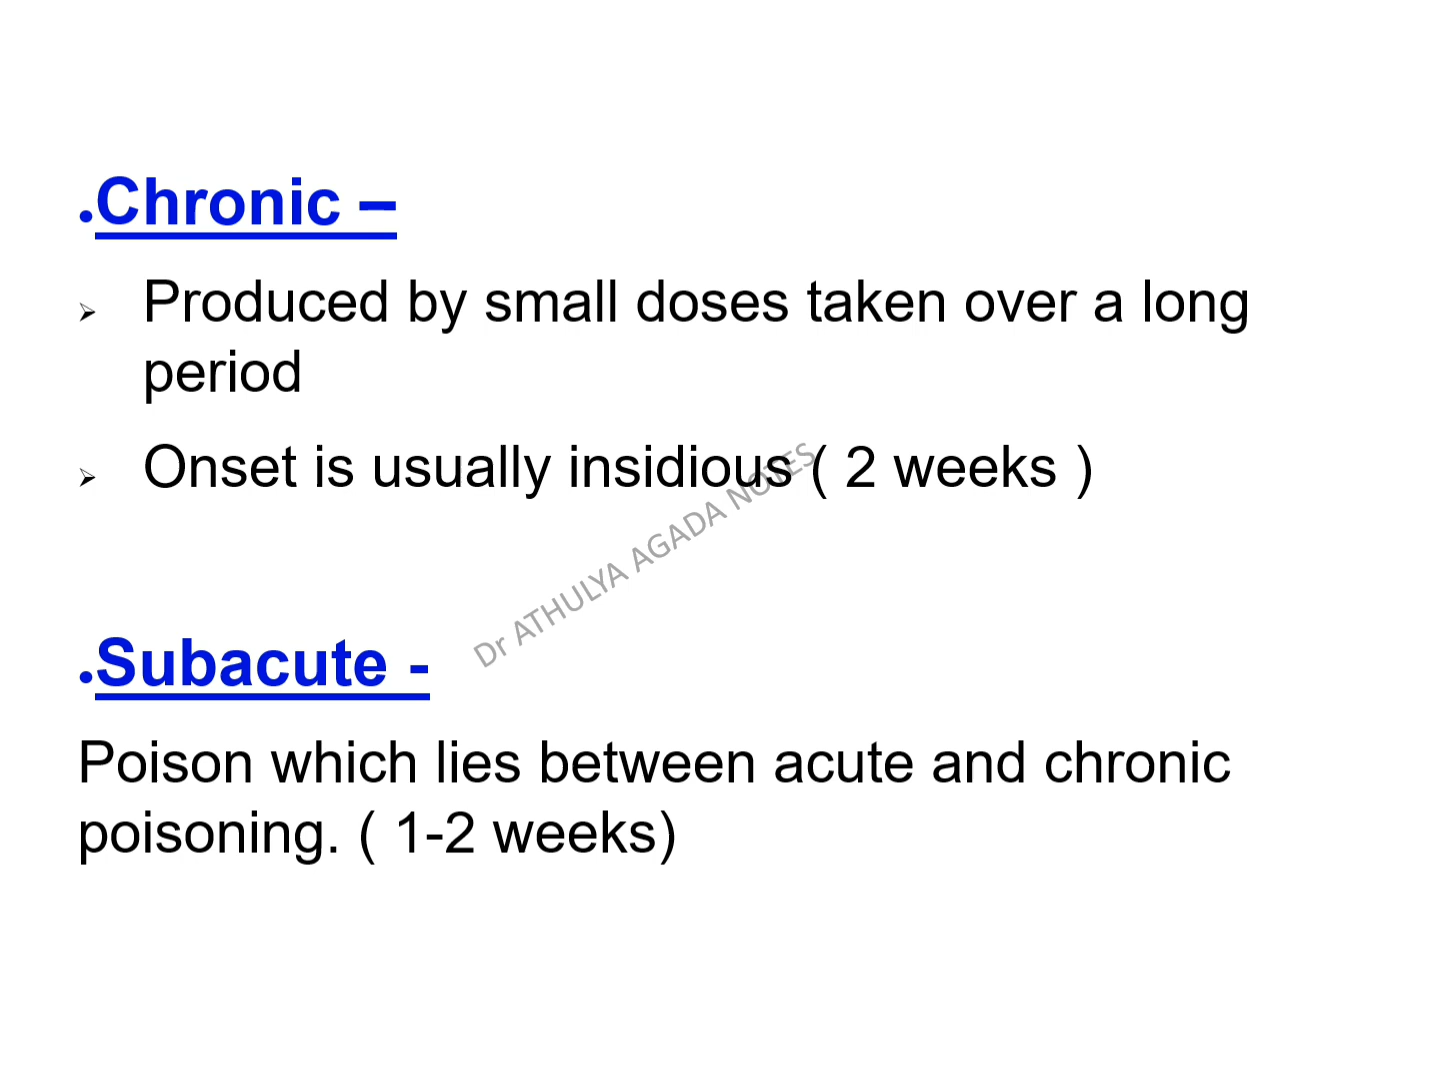 •Chronic –
➢ Produced by small doses taken over a long
period
➢ Onset is usually insidious ( 2 weeks )
Dr ATHULYA AGADA NOTES
•Subacute -
Poison which lies between acute and chronic
poisoning. ( 1-2 weeks)